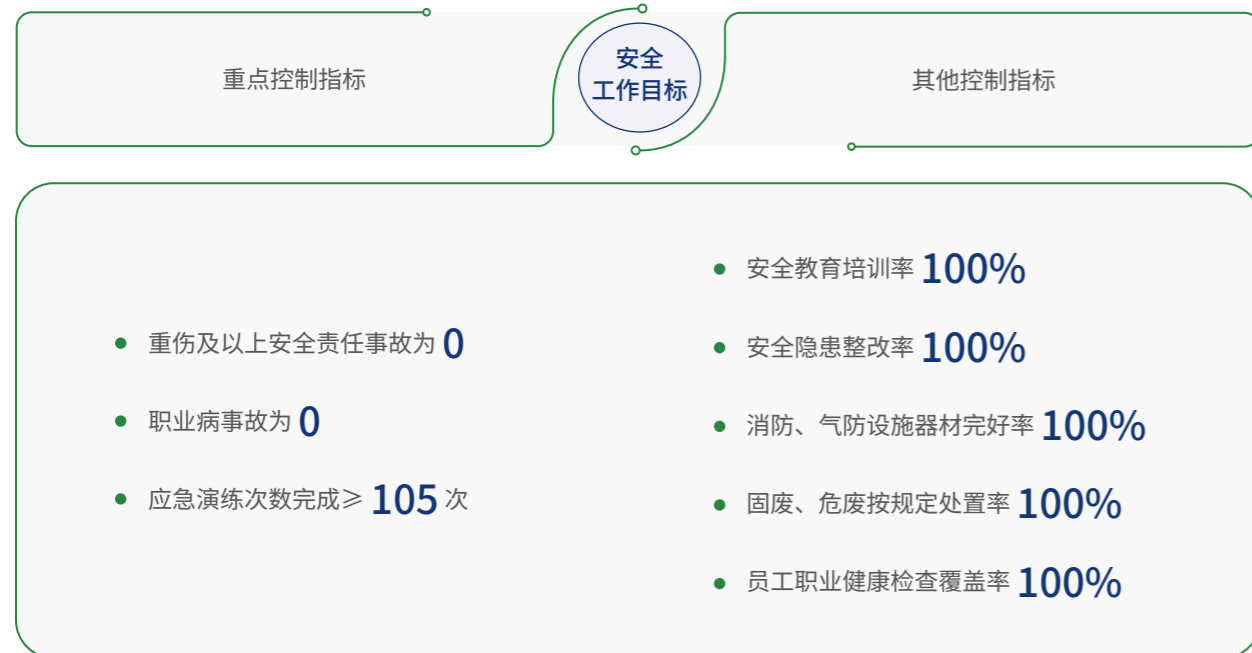 重点控制指标
安全
工作目标
其他控制指标
重伤及以上安全责任事故为 0
职业病事故为 0
应急演练次数完成≥ 105 次
安全教育培训率 100%
安全隐患整改率 100%
消防、气防设施器材完好率 100%
固废、危废按规定处置率 100%
员工职业健康检查覆盖率 100%